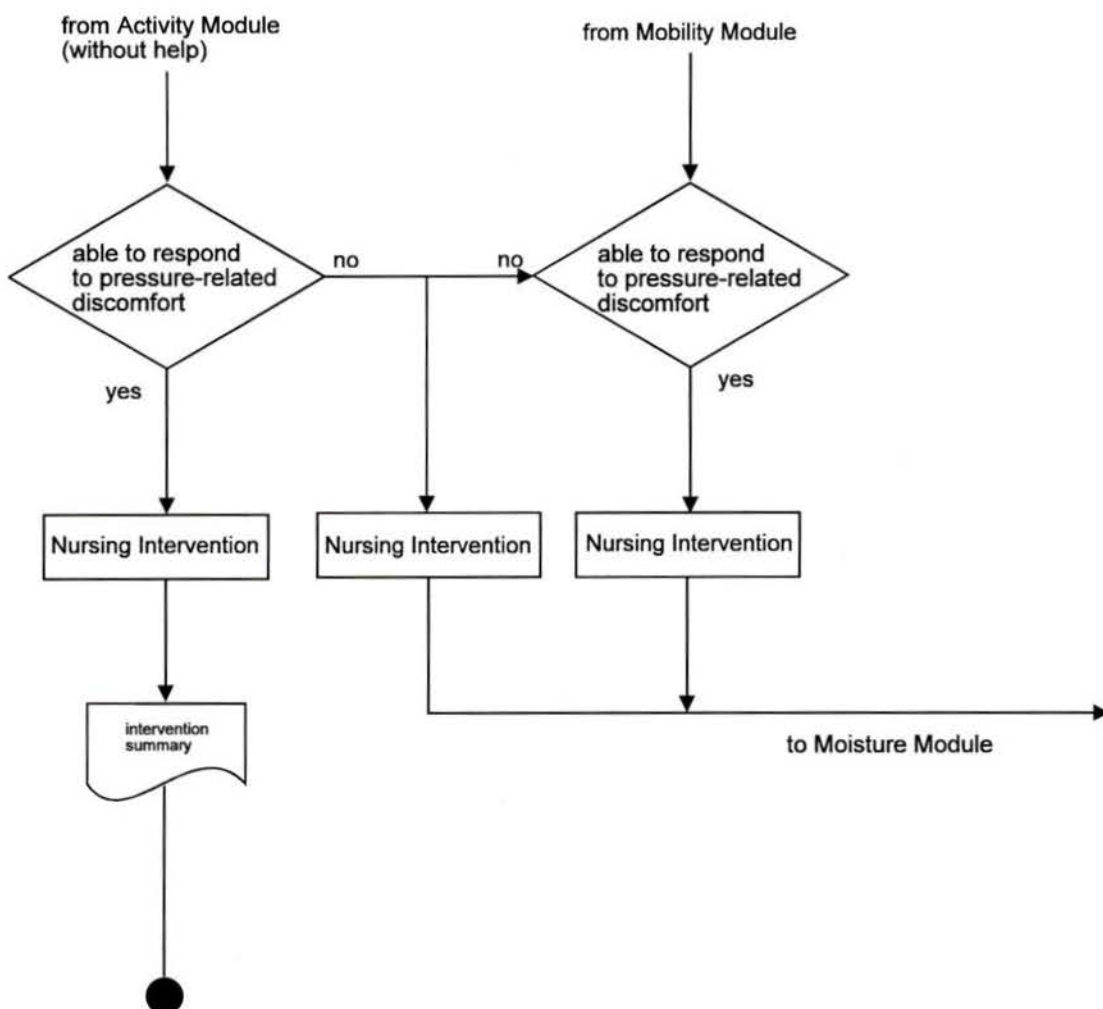 from Activity Module
(without help)
from Mobility Module
able to respond
to pressure-related
discomfort
no
no
able to respond
to pressure-related
discomfort
yes
yes
Nursing Intervention
Nursing Intervention
Nursing Intervention
intervention
summary
to Moisture Module